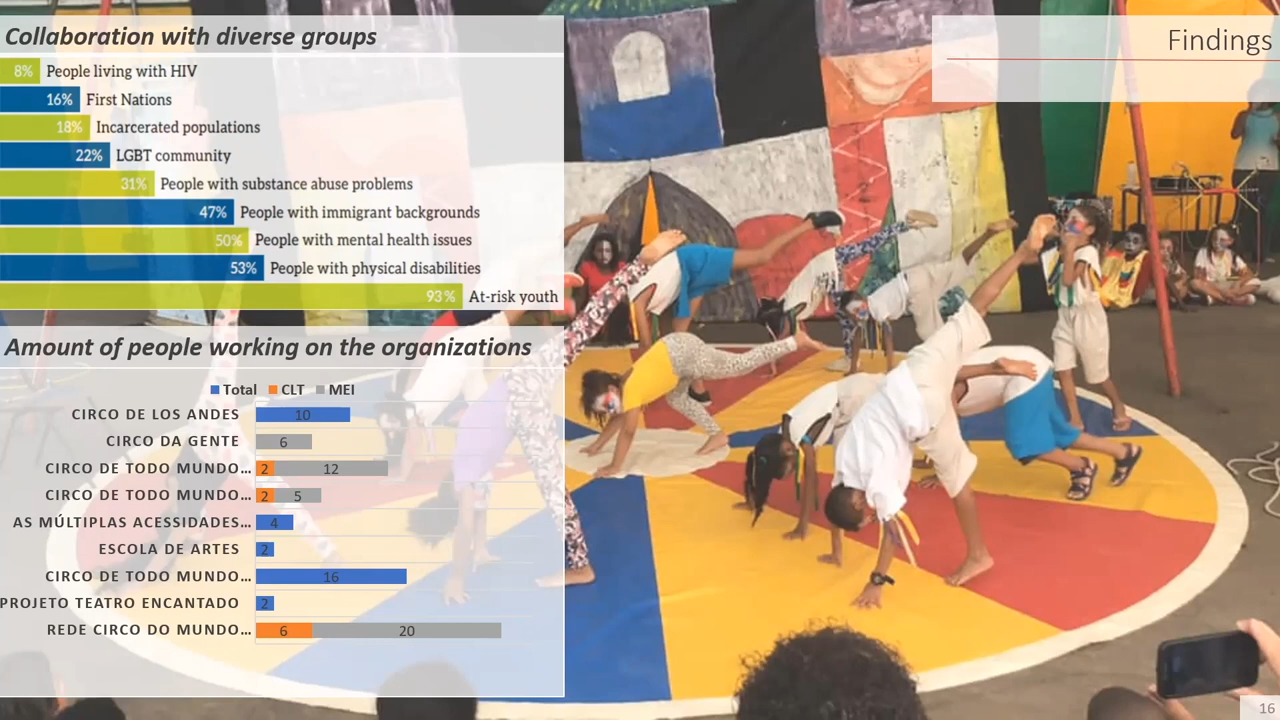 Findings
Collaboration with diverse groups
8% People living with HIV
16% First Nations
18% Incarcerated populations
22% LGBT community
31% People with substance abuse problems
47% People with immigrant backgrounds
50% People with mental health issues
53% People with physical disabilities
93% At-risk youth
Amount of people working on the organizations
Total CLT MEI
CIRCO DE LOS ANDES 10
CIRCO DA GENTE 6
CIRCO DE TODO MUNDO… 2 12
CIRCO DE TODO MUNDO… 2 5
AS MÚLTIPLAS ACESSIDADES… 4
ESCOLA DE ARTES 2
CIRCO DE TODO MUNDO… 16
PROJETO TEATRO ENCANTADO 2
REDE CIRCO DO MUNDO… 6 20
16